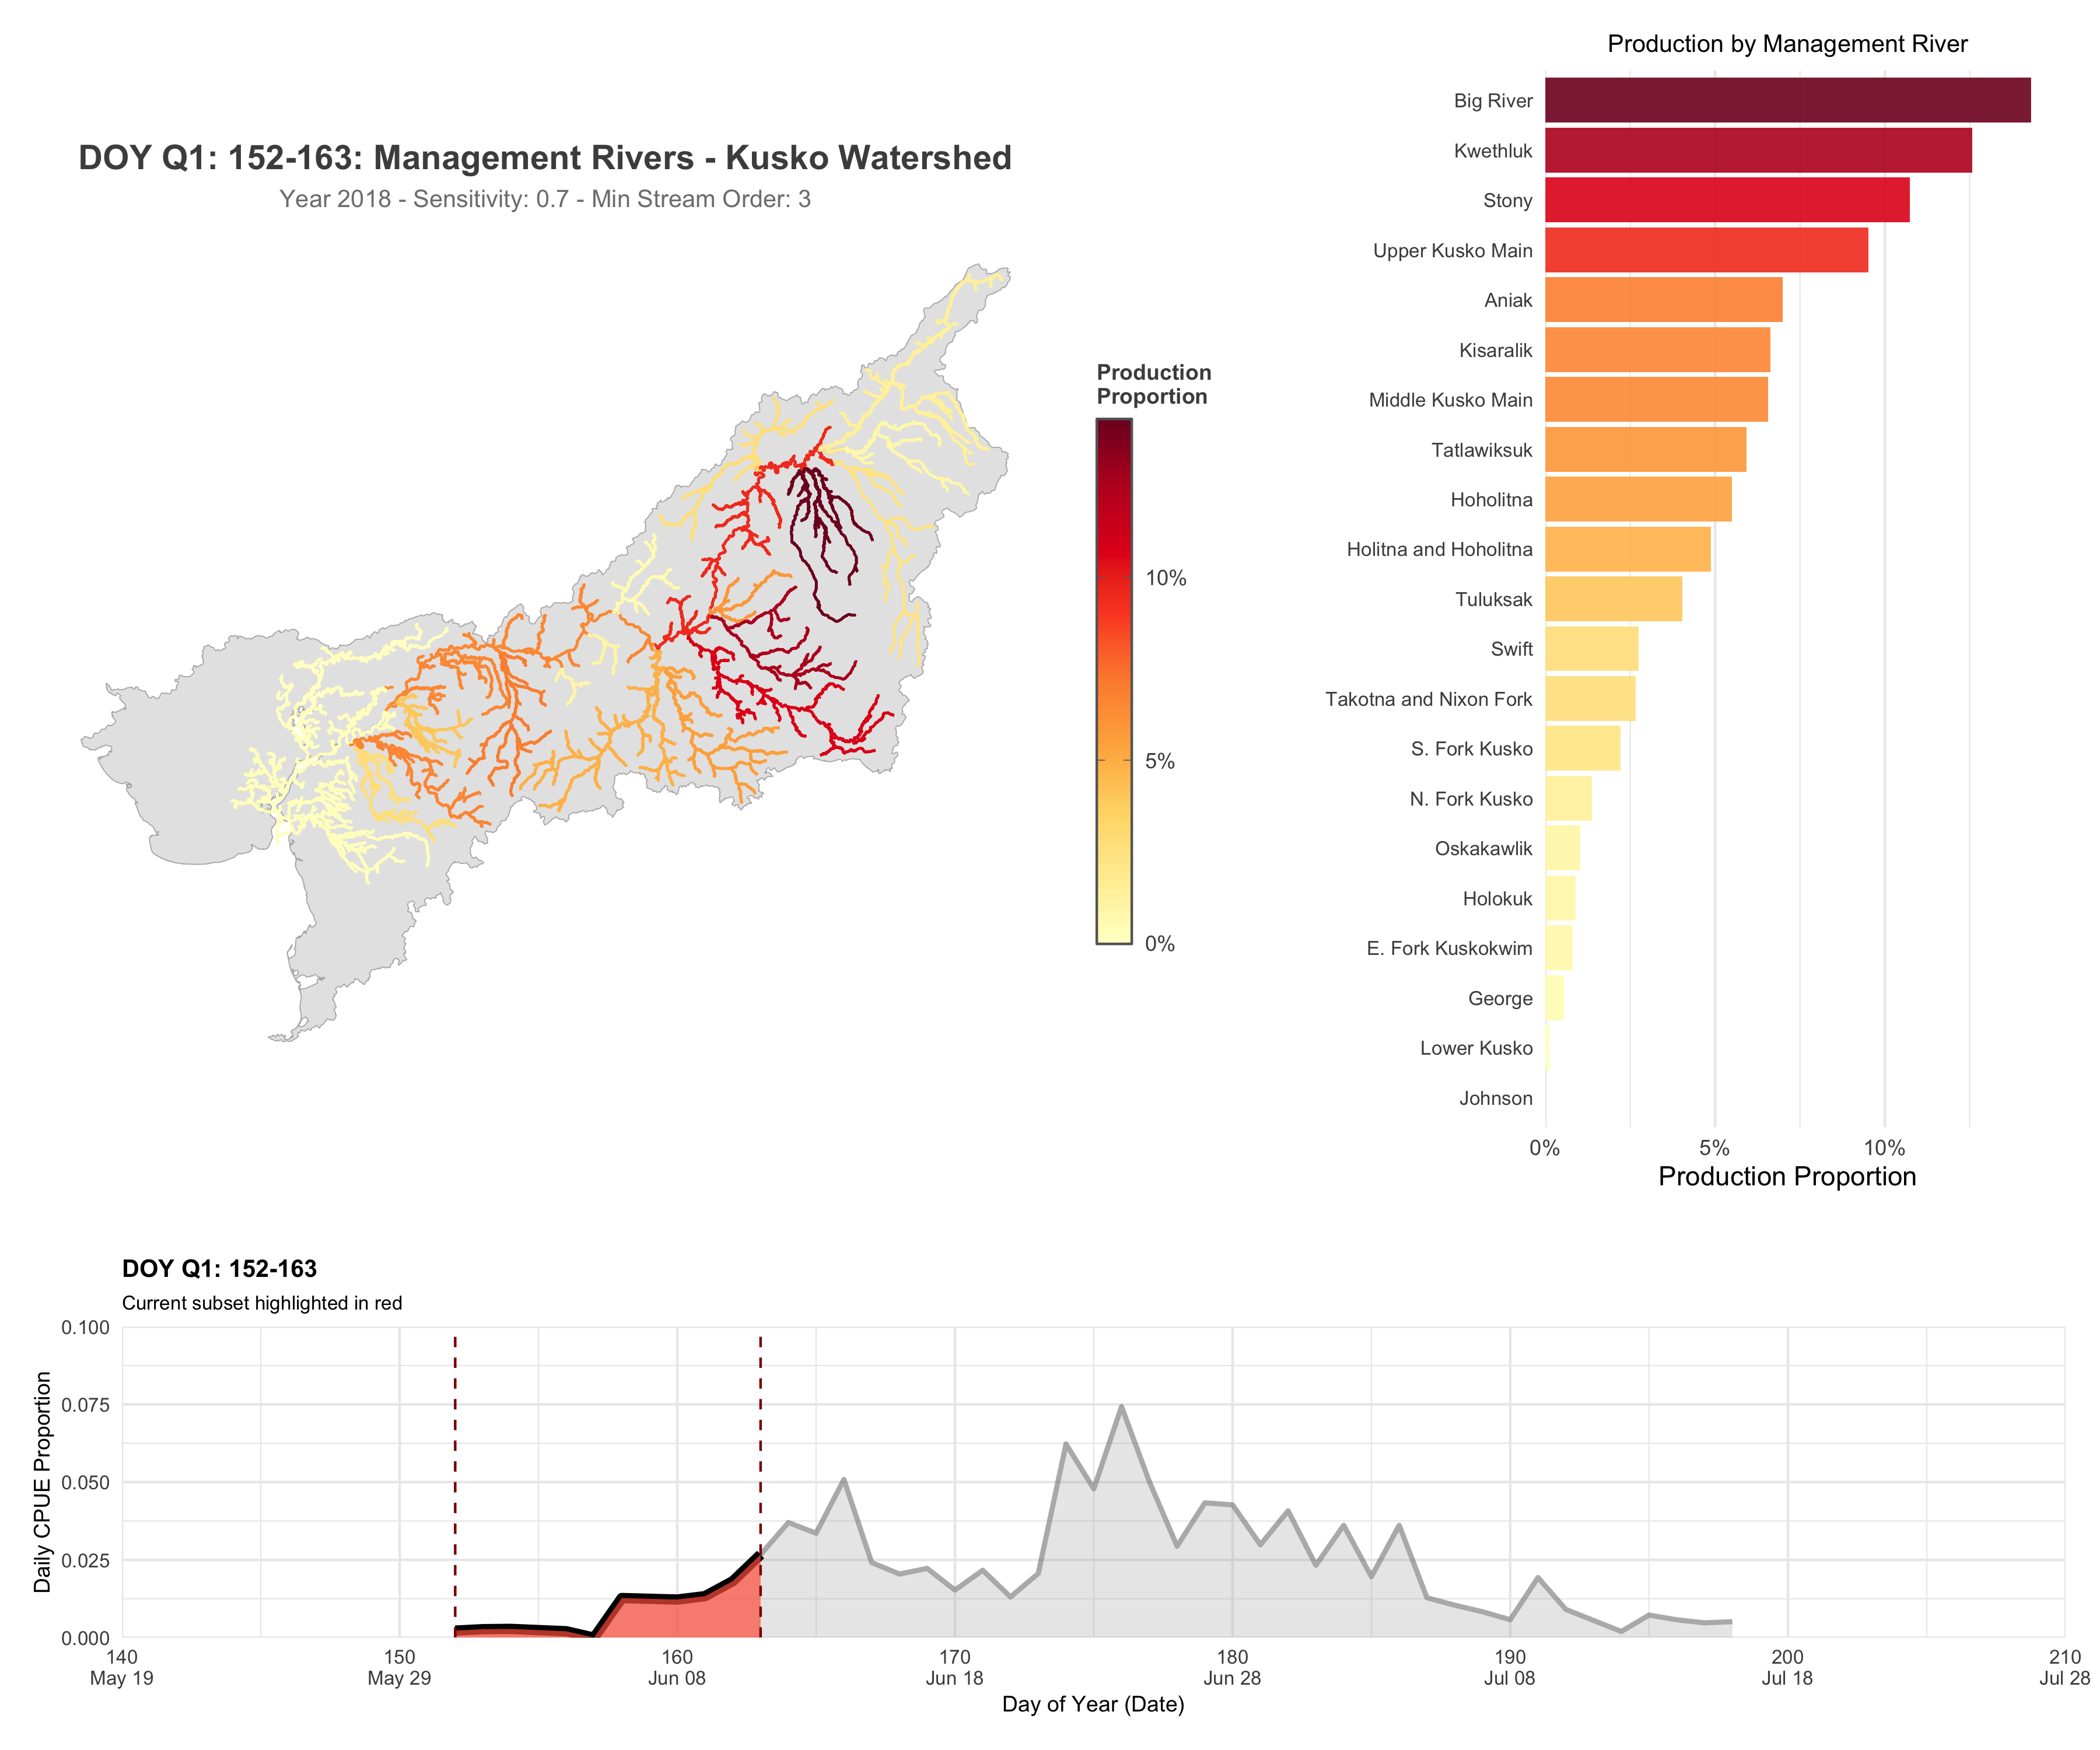 Production by Management River
DOY Q1: 152-163: Management Rivers - Kusko Watershed
Year 2018 - Sensitivity: 0.7 - Min Stream Order: 3
Production
Proportion
10%
5%
0%
Big River
Kwethluk
Stony
Upper Kusko Main
Aniak
Kisaralik
Middle Kusko Main
Tatlawiksuk
Hoholitna
Holitna and Hoholitna
Tuluksak
Swift
Takotna and Nixon Fork
S. Fork Kusko
N. Fork Kusko
Oskakawlik
Holokuk
E. Fork Kuskokwim
George
Lower Kusko
Johnson
0% 5% 10%
Production Proportion
DOY Q1: 152-163
Current subset highlighted in red
Daily CPUE Proportion
0.100
0.075
0.050
0.025
0.000
140 150 160 170 180 190 200 210
May 19 May 29 Jun 08 Jun 18 Jun 28 Jul 08 Jul 18 Jul 28
Day of Year (Date)